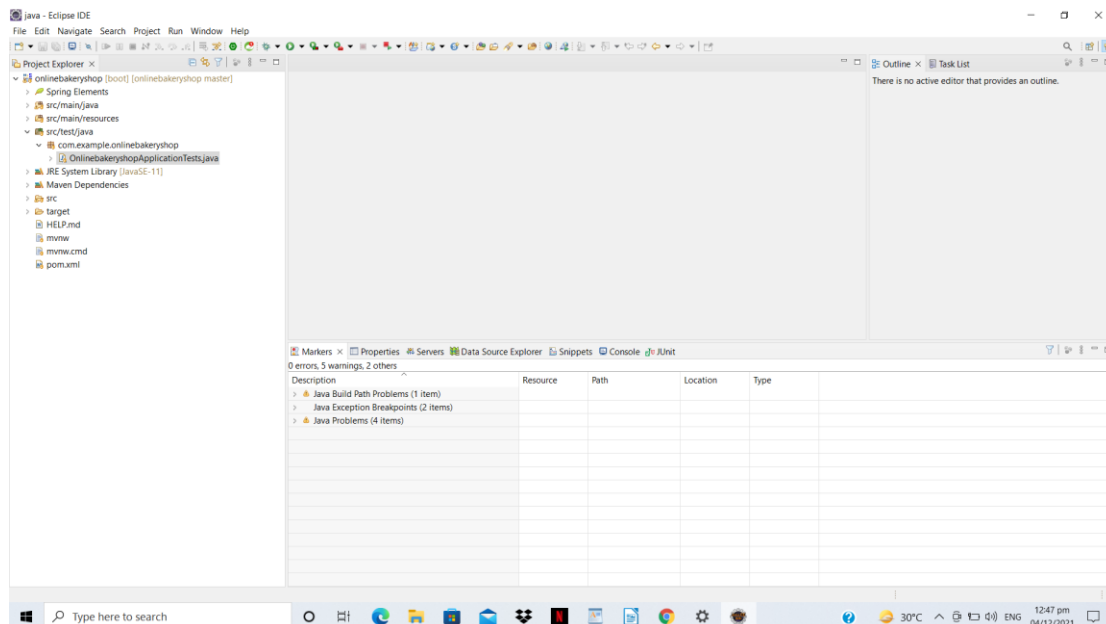 java - Eclipse IDE
File Edit Navigate Search Project Run Window Help
Project Explorer
onlinebakeryshop [boot] [onlinebakeryshop master]
Spring Elements
src/main/java
src/main/resources
src/test/java
com.example.onlinebakeryshop
OnlinebakeryshopApplicationTests.java
JRE System Library [JavaSE-11]
Maven Dependencies
src
target
HELP.md
mvnw
mvnw.cmd
pom.xml
Outline Task List
There is no active editor that provides an outline.
Markers Properties Servers Data Source Explorer Snippets Console JUnit
0 errors, 5 warnings, 2 others
Description Resource Path Location Type
Java Build Path Problems (1 item)
Java Exception Breakpoints (2 items)
Java Problems (4 items)
Type here to search
30°C ENG 12:47 pm
04/12/2021